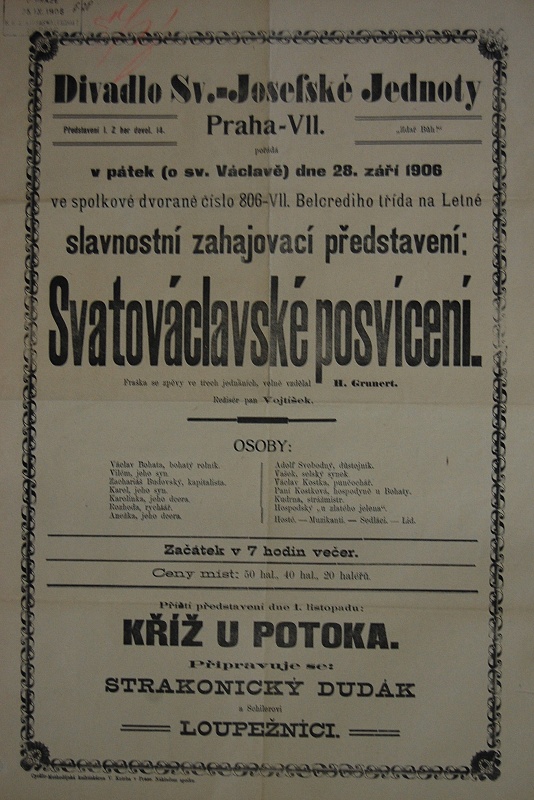 Divadlo Sv.-Josefské Jednoty
Představení I. Z bar dovol. 14.
Praha-VII.
„Zdař Bůh!"
pořádá
v pátek (o sv. Václavě) dne 28. září 1906
ve spolkové dvoraně číslo 806-VII. Belcrediho třída na Letné
slavnostní zahajovací představení:
Svatováclavské posvícení.
Fraška se zpěvy ve třech jednáních, volně vzdělal H. Grunert.
Režisér pan Vojtíšek.
OSOBY:
Václav Bohata, bohatý rolník.
Vilém, jeho syn.
Zachariáš Budovský, kapitalista.
Karel, jeho syn.
Karolinka, jeho dcera.
Rozhoda, rychtář.
Anežka, jeho dcera.
Adolf Svobodný, důstojník.
Vašek, selský synek.
Václav Kostka, punčochář.
Paní Kostková, hospodyně u Bohaty.
Kudrna, strážmistr.
Hospodský „u zlatého jelena".
Hosté. — Muzikanti. — Sedláci. — Lid.
Začátek v 7 hodin večer.
Ceny míst: 50 hal., 40 hal., 20 haléřů.
Příští představení dne 1. listopadu:
KŘÍŽ U POTOKA.
Připravuje se:
STRAKONICKÝ DUDÁK
a Schillerovi
LOUPEŽNÍCI.